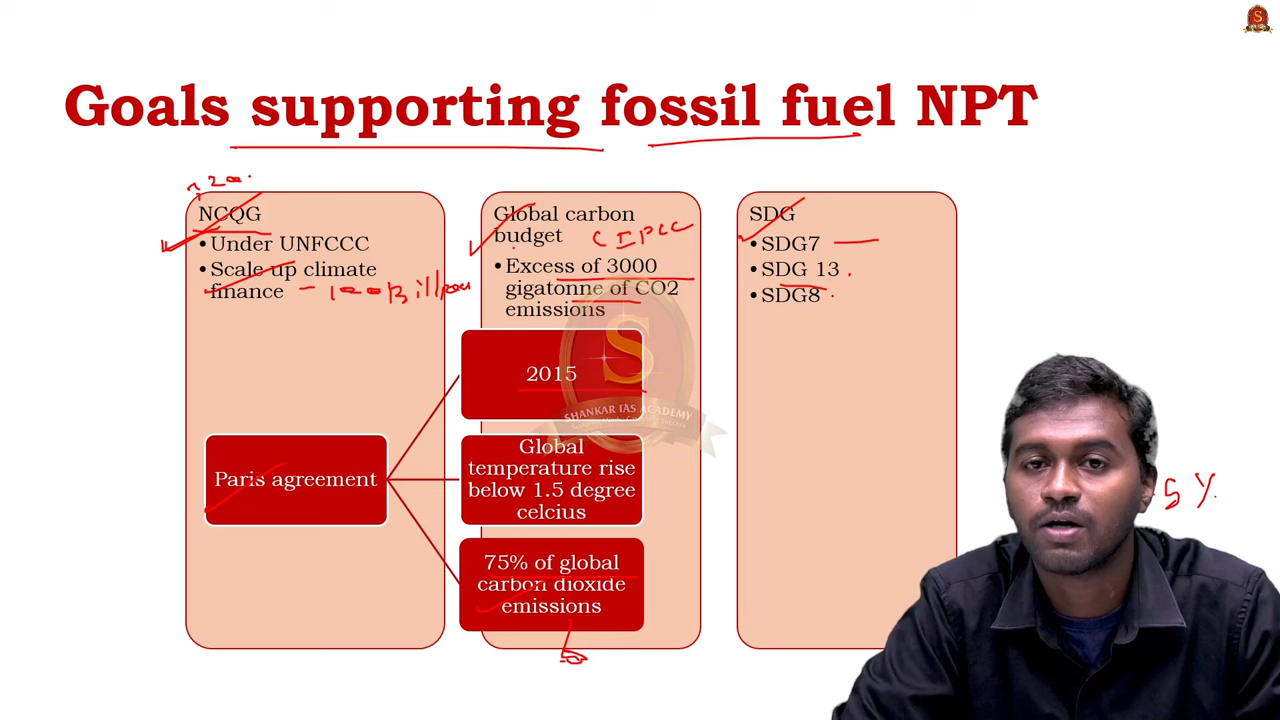 Goals supporting fossil fuel NPT
NCQG
• Under UNFCCC
• Scale up climate
finance
Global carbon
budget
IPCC
• Excess of 3000
gigatonne of CO2
emissions
SDG
• SDG7
• SDG 13
• SDG8
Paris agreement
2015
Global
temperature rise
below 1.5 degree
celcius
75% of global
carbon dioxide
emissions
SHANKAR IAS ACADEMY
5 %